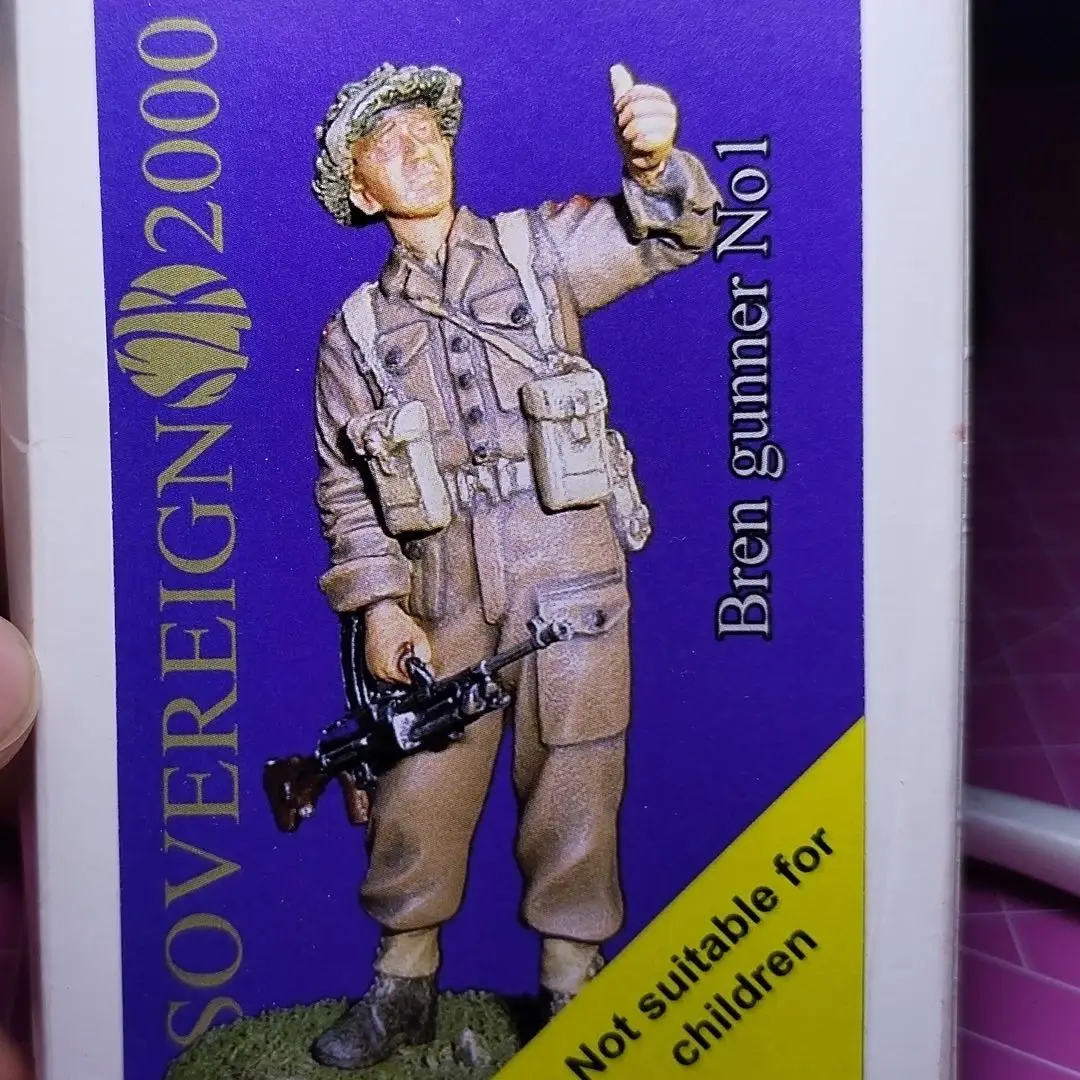 SOVEREIGN 2000
Bren gunner No1
Not suitable for
children